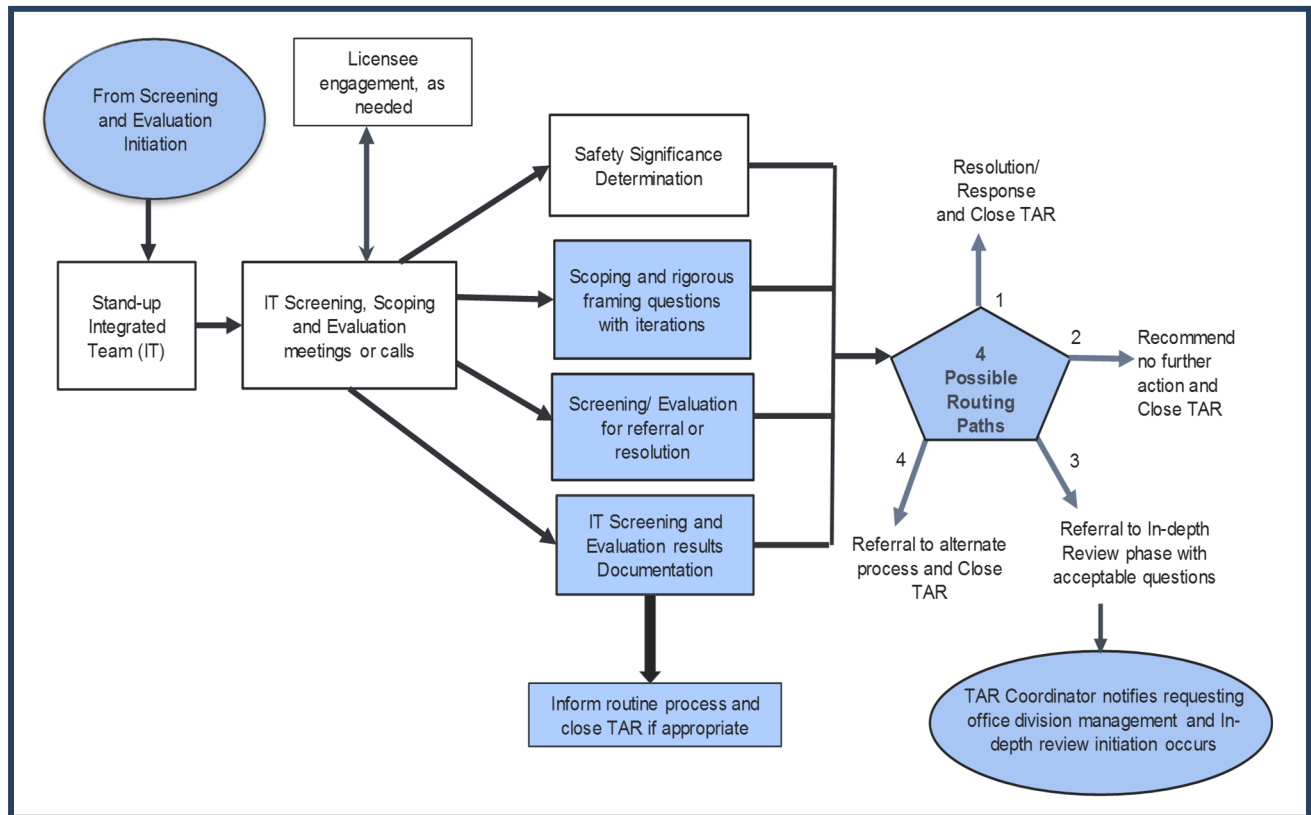 From Screening
and Evaluation
Initiation
Licensee
engagement, as
needed
Stand-up
Integrated
Team (IT)
IT Screening, Scoping
and Evaluation
meetings or calls
Safety Significance
Determination
Scoping and rigorous
framing questions
with iterations
Screening/ Evaluation
for referral or
resolution
IT Screening and
Evaluation results
Documentation
Inform routine process and
close TAR if appropriate
4
Possible
Routing
Paths
1
Resolution/
Response
and Close TAR
2
Recommend
no further
action and
Close TAR
3
Referral to In-depth
Review phase with
acceptable questions
4
Referral to alternate
process and Close
TAR
TAR Coordinator notifies requesting
office division management and In-
depth review initiation occurs